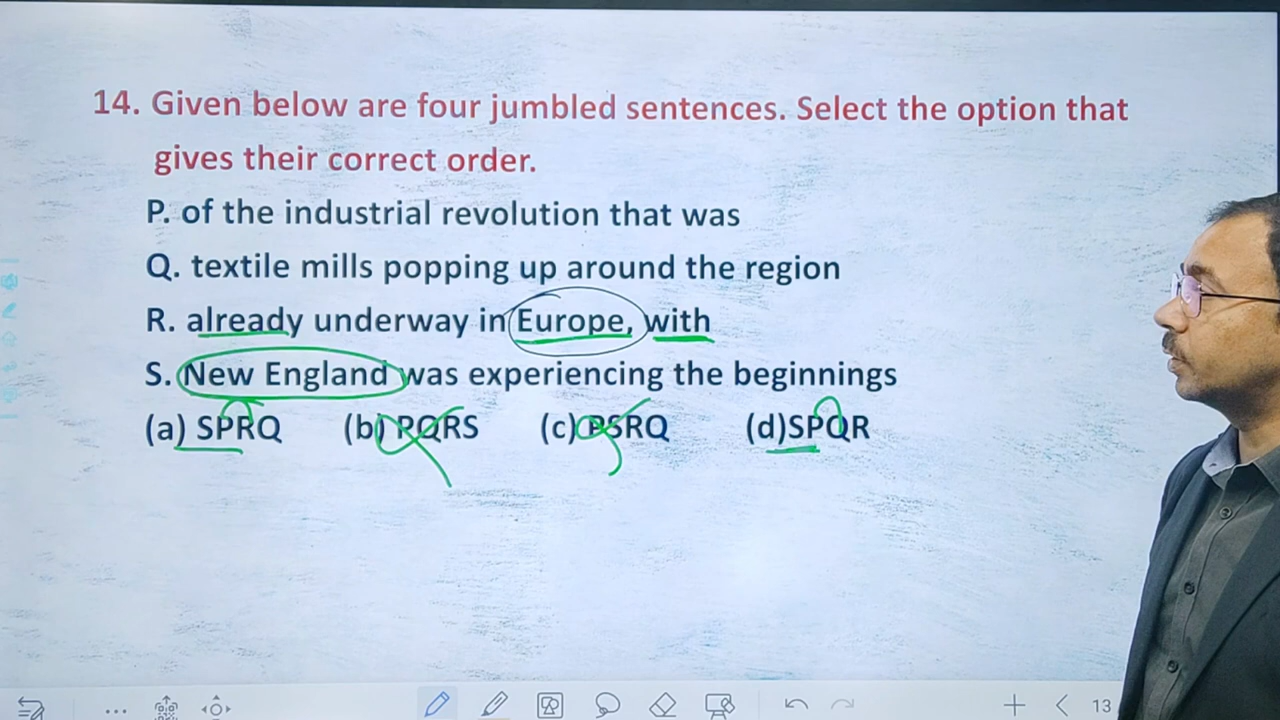 14. Given below are four jumbled sentences. Select the option that
gives their correct order.
P. of the industrial revolution that was
Q. textile mills popping up around the region
R. already underway in Europe, with
S. New England was experiencing the beginnings
(a) SPRQ (b) PQRS (c) PSRQ (d)SPQR
13